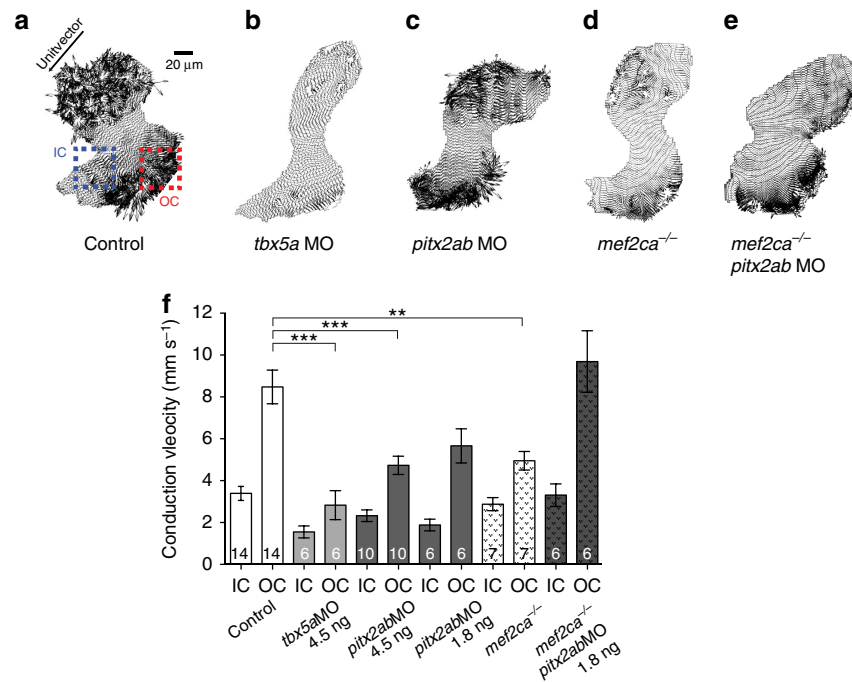 a
b
c
d
e
Unitvector
20 μm
IC
OC
Control
tbx5a MO
pitx2ab MO
mef2ca−/−
mef2ca−/−
pitx2ab MO
f
Conduction vleocity (mm s−1)
12
10
8
6
4
2
0
**
***
***
14 14 6 6 10 10 6 6 7 7 6 6
IC OC IC OC IC OC IC OC IC OC IC OC
Control
tbx5aMO
4.5 ng
pitx2abMO
4.5 ng
pitx2abMO
1.8 ng
mef2ca−/−
mef2ca−/−
pitx2abMO
1.8 ng